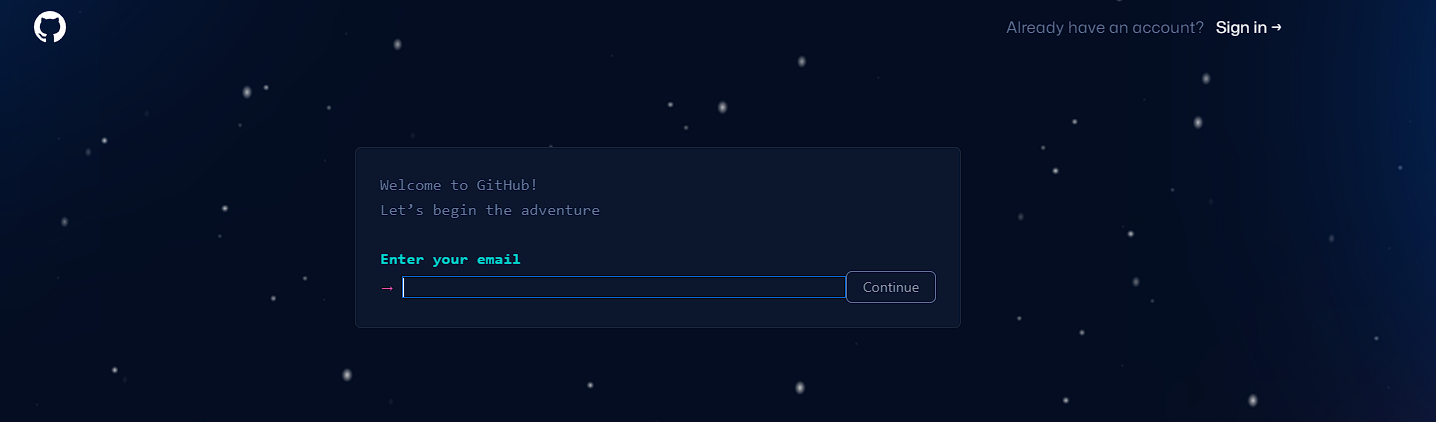 Already have an account? Sign in →
Welcome to GitHub!
Let’s begin the adventure
Enter your email
→ Continue